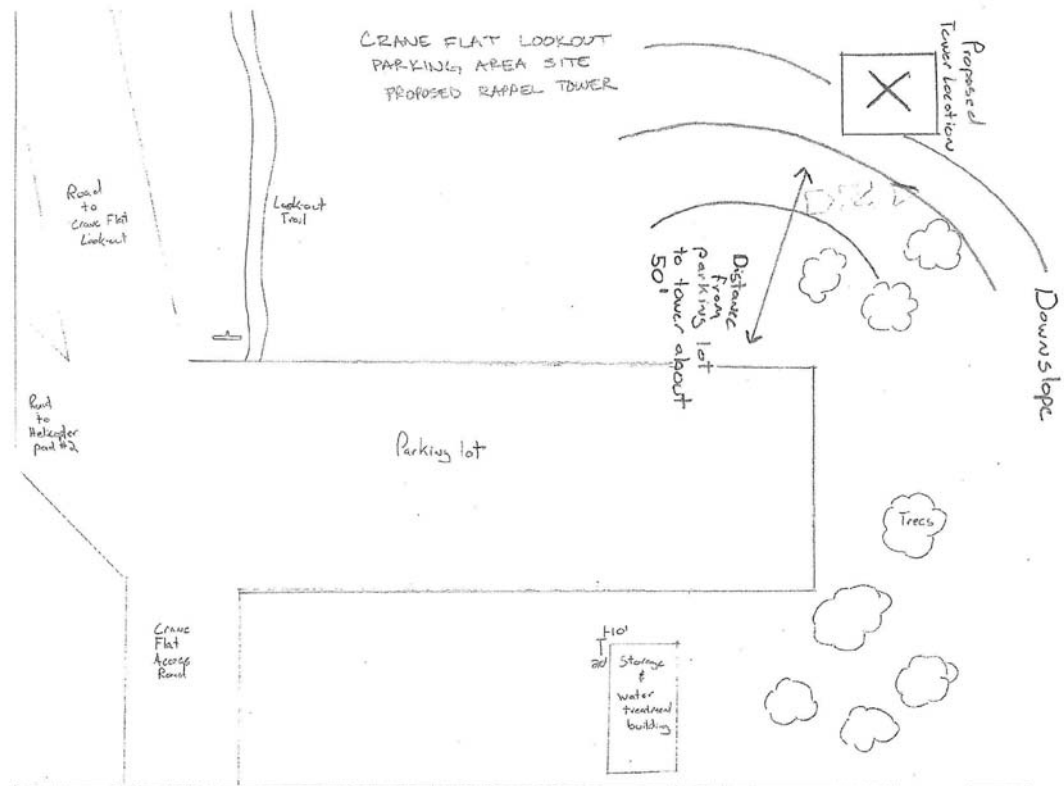 CRANE FLAT LOOKOUT
PARKING AREA SITE
PROPOSED RAPPEL TOWER
Proposed
Tower Location
Road
to
Crane Flat
Lookout
Lookout
Trail
Distance
from
parking lot
to tower about
50'
Downslope
Road
to
Helicopter
pad #2
Parking lot
Trees
Crane
Flat
Access
Road
10'
20'
Storage
&
water
treatment
building